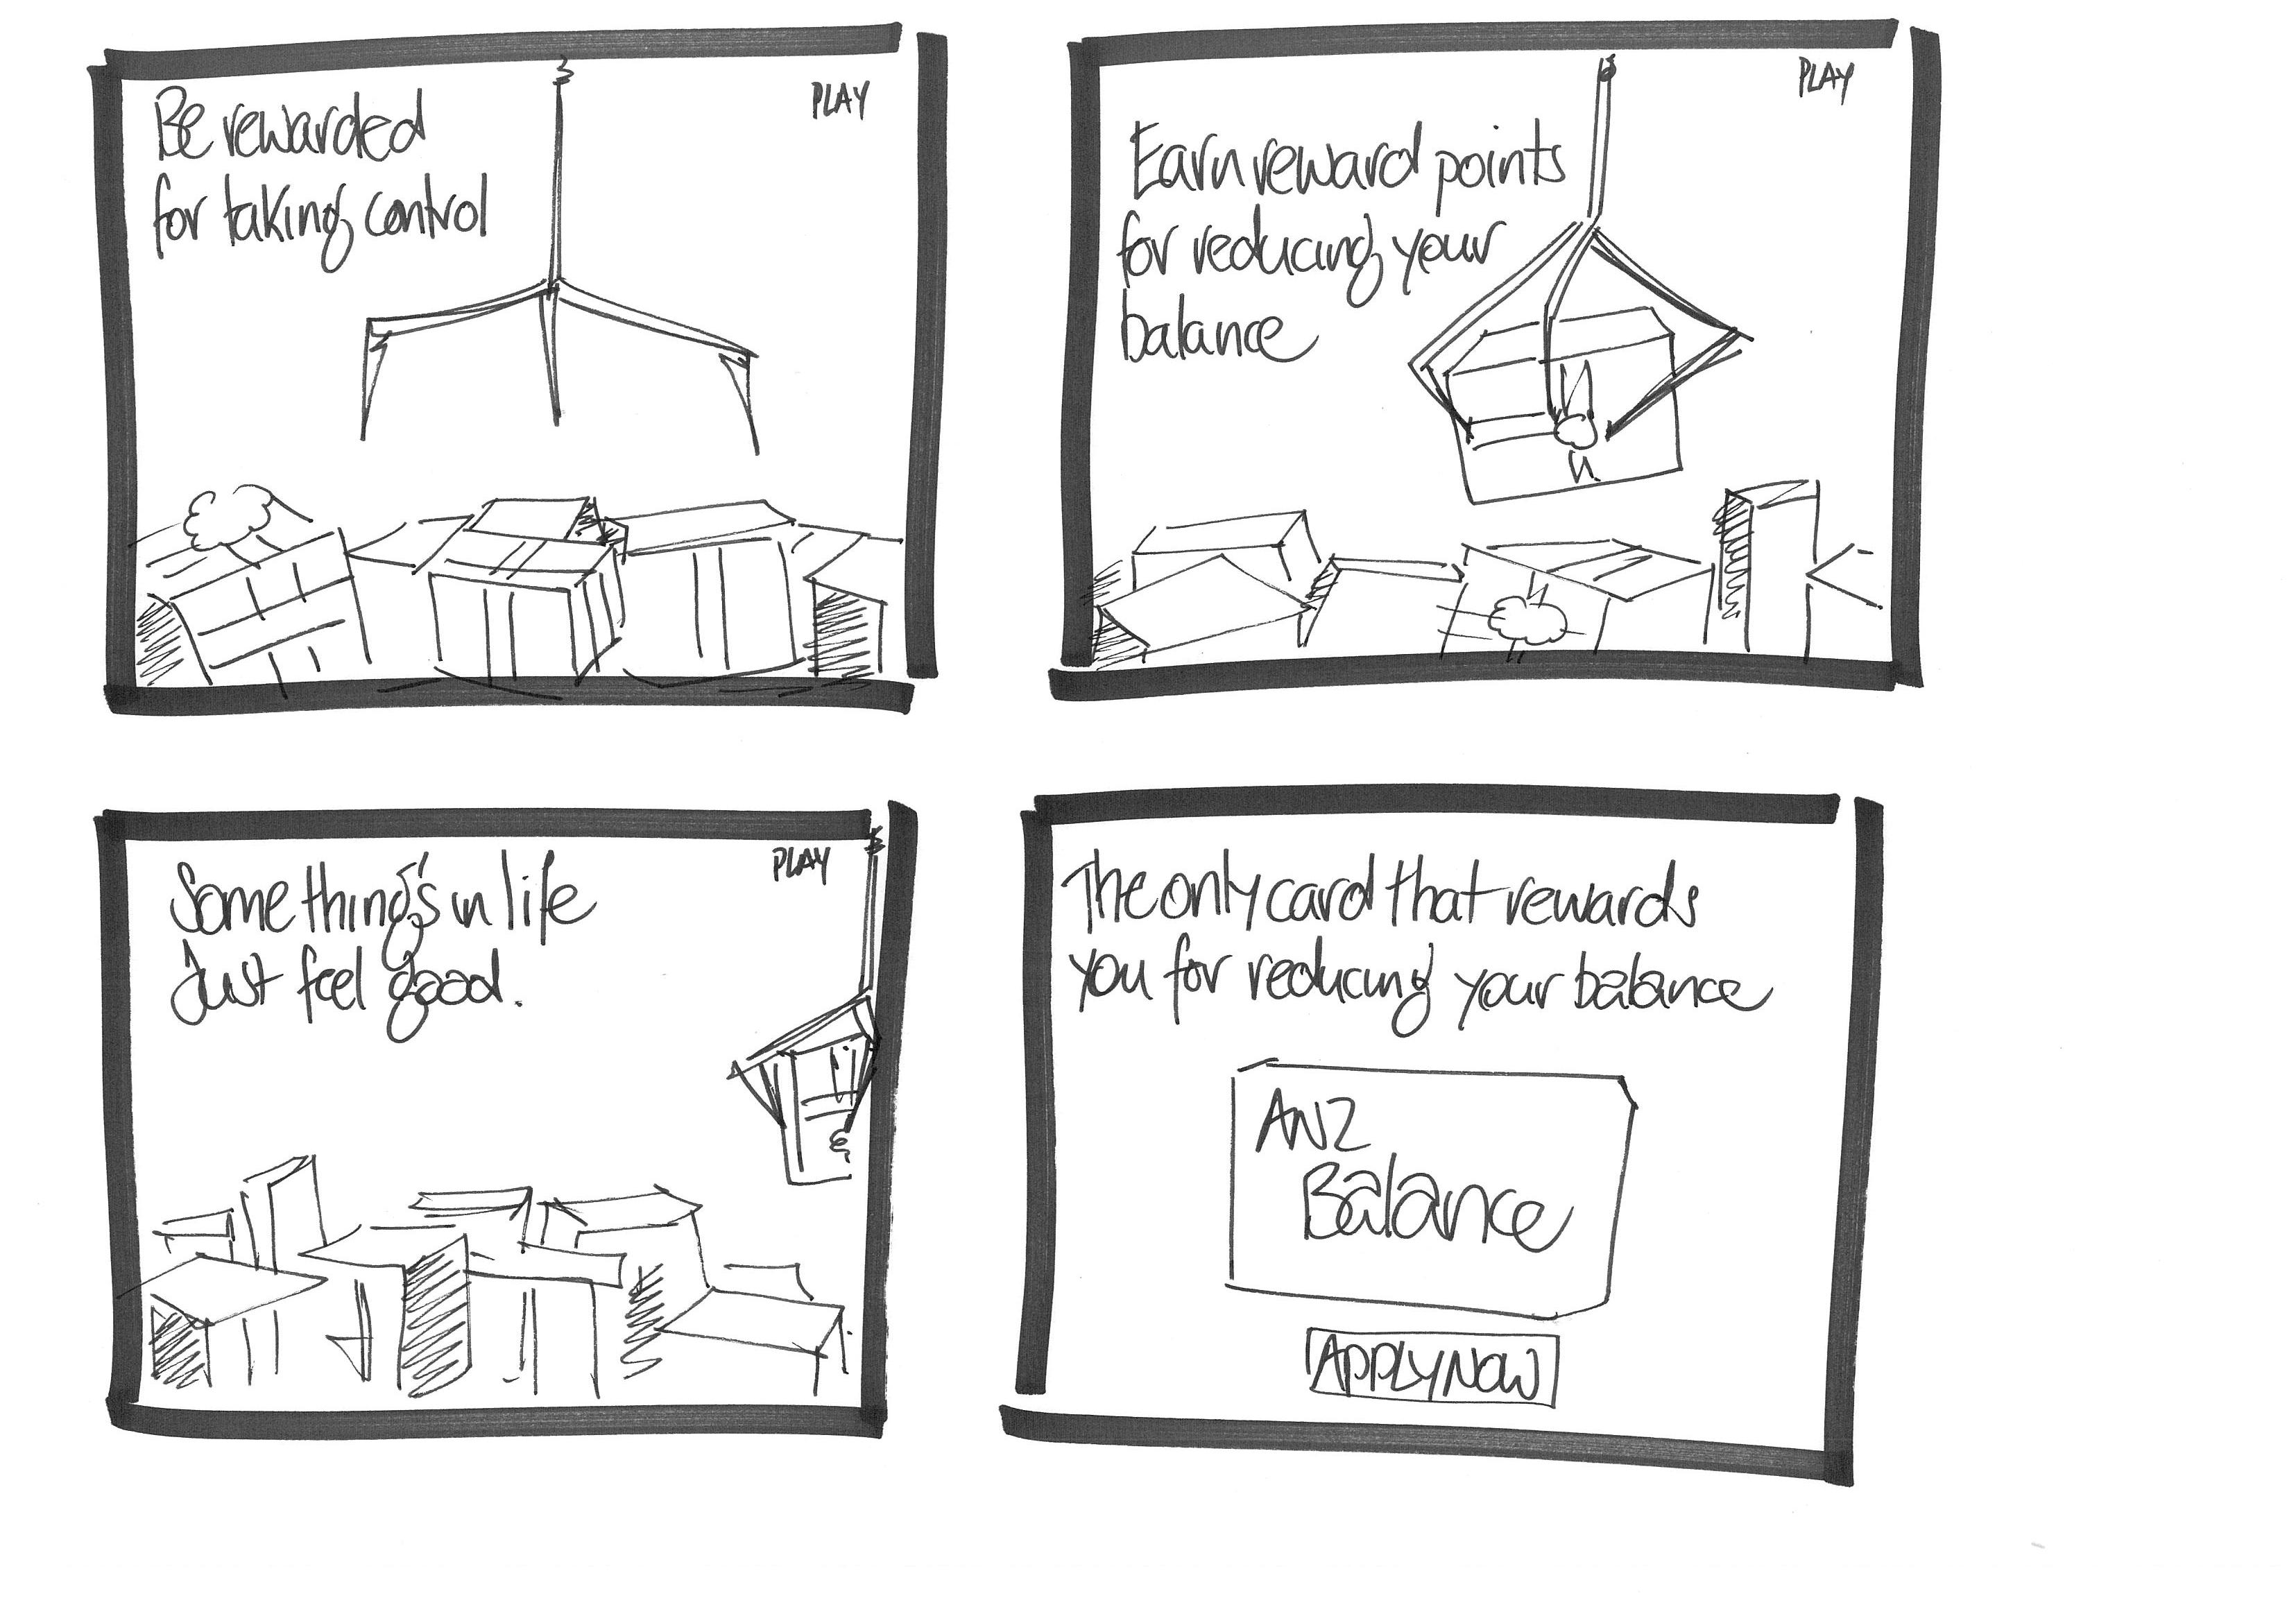 Be rewarded
for taking control
PLAY
Earn reward points
for reducing your
balance
PLAY
Some thing's in life
Just feel good.
PLAY
The only card that rewards
you for reducing your balance
ANZ
Balance
APPLY NOW